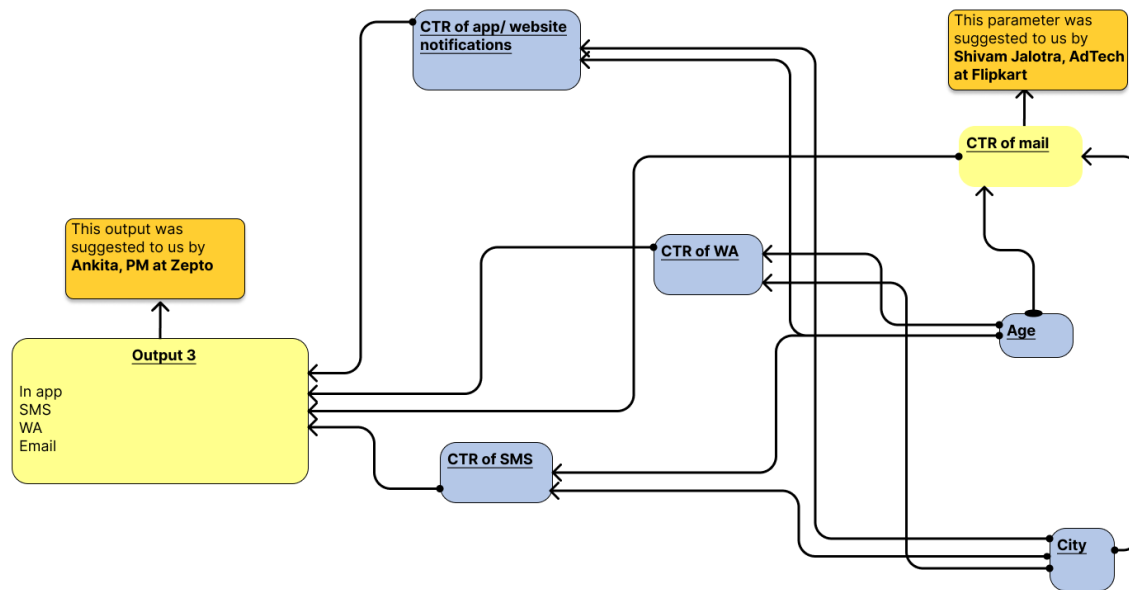 CTR of app/ website
notifications
This parameter was
suggested to us by
Shivam Jalotra, AdTech
at Flipkart
CTR of mail
This output was
suggested to us by
Ankita, PM at Zepto
CTR of WA
Age
Output 3
In app
SMS
WA
Email
CTR of SMS
City